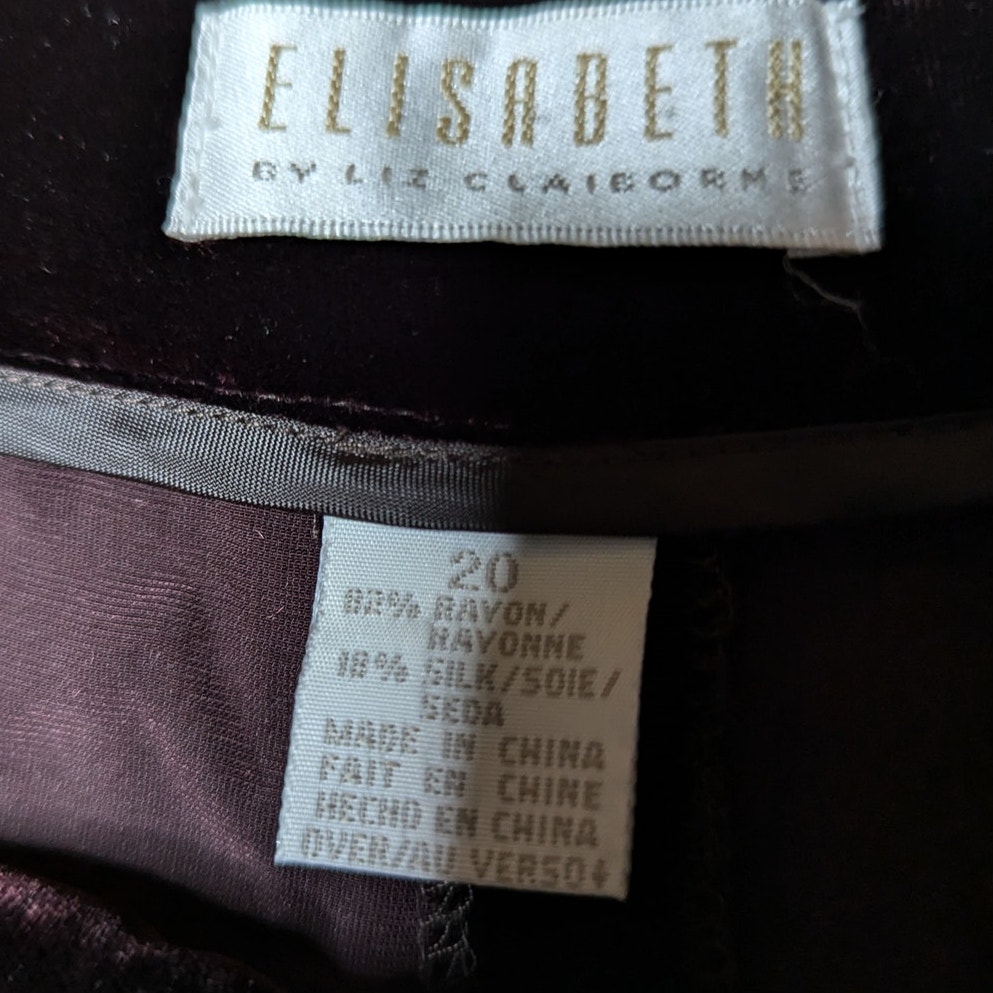 ELISABETH
BY LIZ CLAIBORNE
20
82% RAYON/
RAYONNE
18% SILK/SOIE/
SEDA
MADE IN CHINA
FAIT EN CHINE
HECHO EN CHINA
OVER/AU VERSO↓